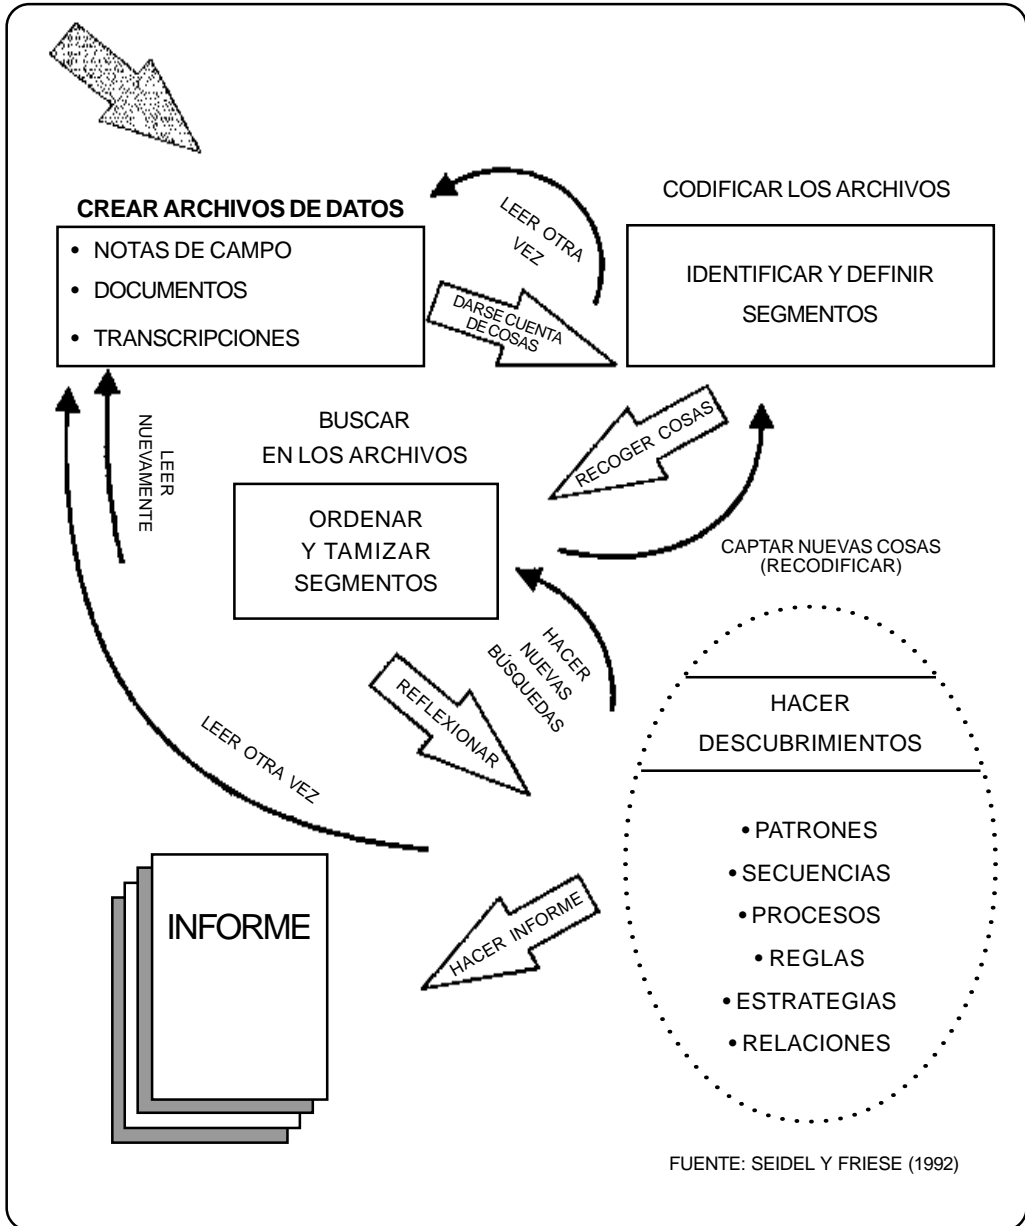 CREAR ARCHIVOS DE DATOS
• NOTAS DE CAMPO
• DOCUMENTOS
• TRANSCRIPCIONES
LEER OTRA
VEZ
DARSE CUENTA
DE COSAS
CODIFICAR LOS ARCHIVOS
IDENTIFICAR Y DEFINIR
SEGMENTOS
RECOGER COSAS
CAPTAR NUEVAS COSAS
(RECODIFICAR)
BUSCAR
EN LOS ARCHIVOS
ORDENAR
Y TAMIZAR
SEGMENTOS
LEER
NUEVAMENTE
LEER OTRA VEZ
REFLEXIONAR
HACER
NUEVAS
BÚSQUEDAS
HACER
DESCUBRIMIENTOS
• PATRONES
• SECUENCIAS
• PROCESOS
• REGLAS
• ESTRATEGIAS
• RELACIONES
HACER INFORME
INFORME
FUENTE: SEIDEL Y FRIESE (1992)